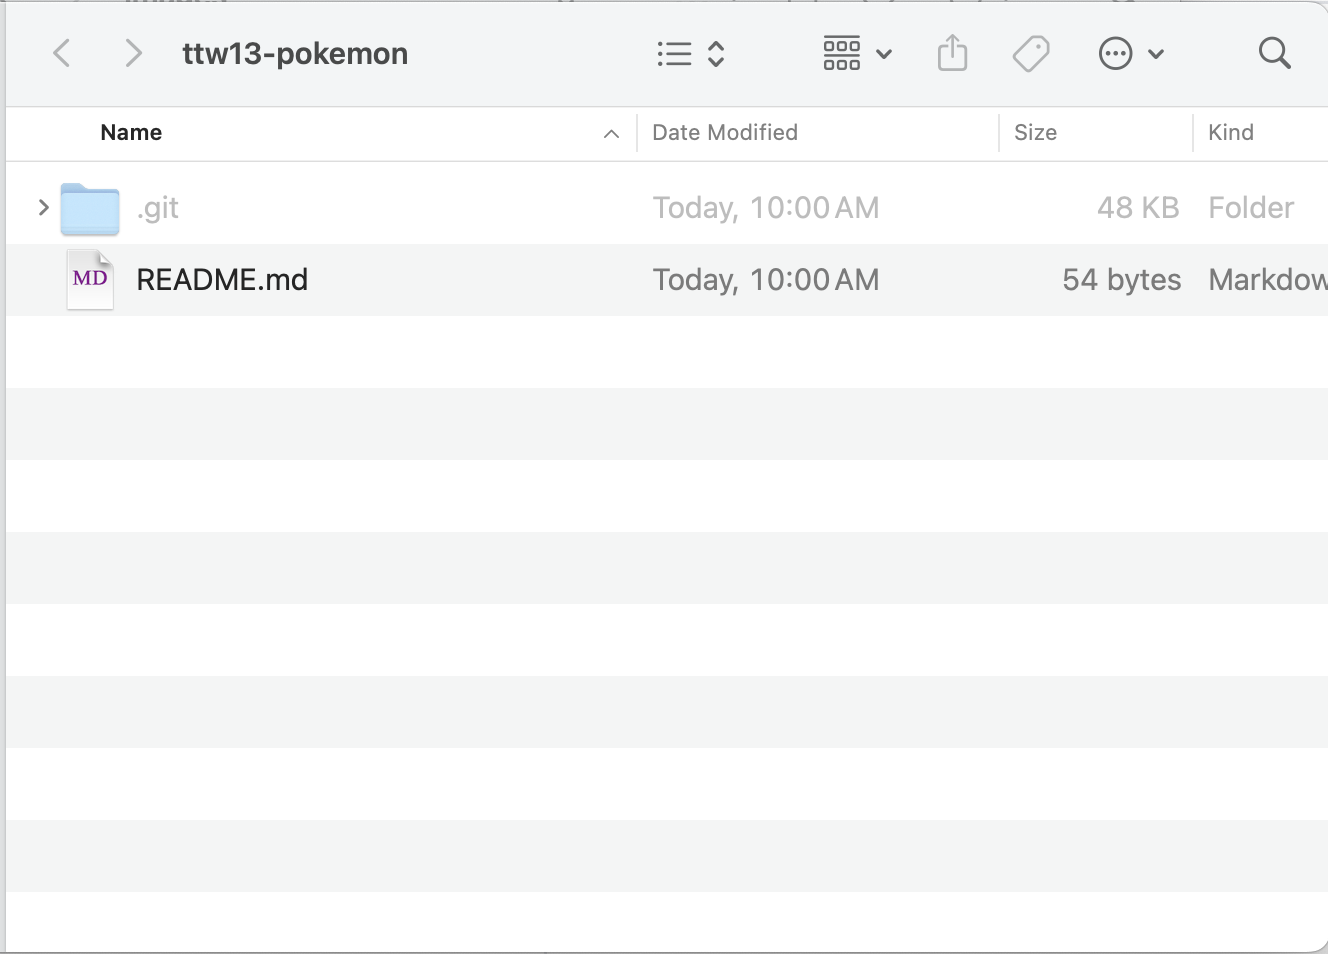 ttw13-pokemon
Name Date Modified Size Kind
.git Today, 10:00 AM 48 KB Folder
MD README.md Today, 10:00 AM 54 bytes Markdow